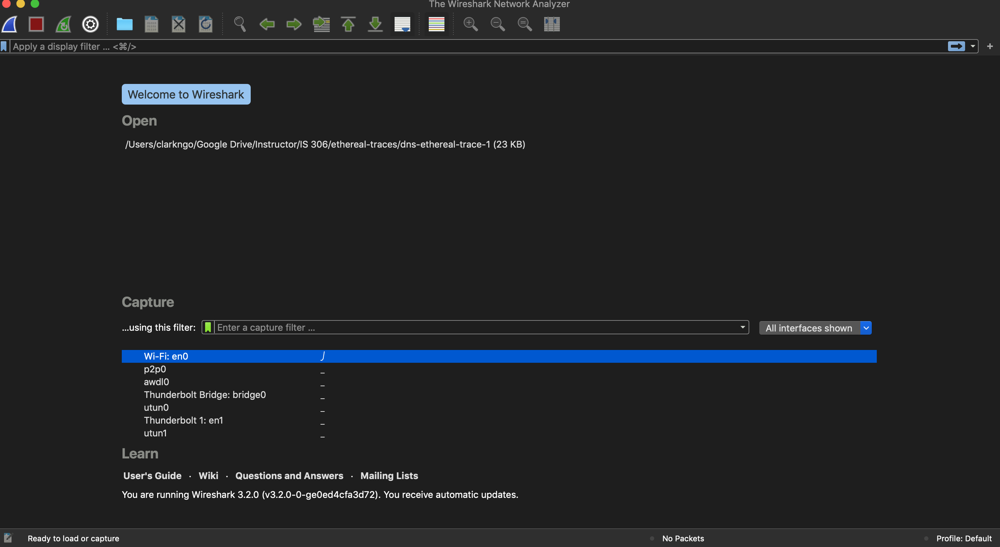 The Wireshark Network Analyzer
Apply a display filter ... <⌘/>
Welcome to Wireshark
Open
/Users/clarkngo/Google Drive/Instructor/IS 306/ethereal-traces/dns-ethereal-trace-1 (23 KB)
Capture
...using this filter: Enter a capture filter ... All interfaces shown
Wi-Fi: en0
p2p0
awdl0
Thunderbolt Bridge: bridge0
utun0
Thunderbolt 1: en1
utun1
Learn
User's Guide · Wiki · Questions and Answers · Mailing Lists
You are running Wireshark 3.2.0 (v3.2.0-0-ge0ed4cfa3d72). You receive automatic updates.
Ready to load or capture No Packets Profile: Default